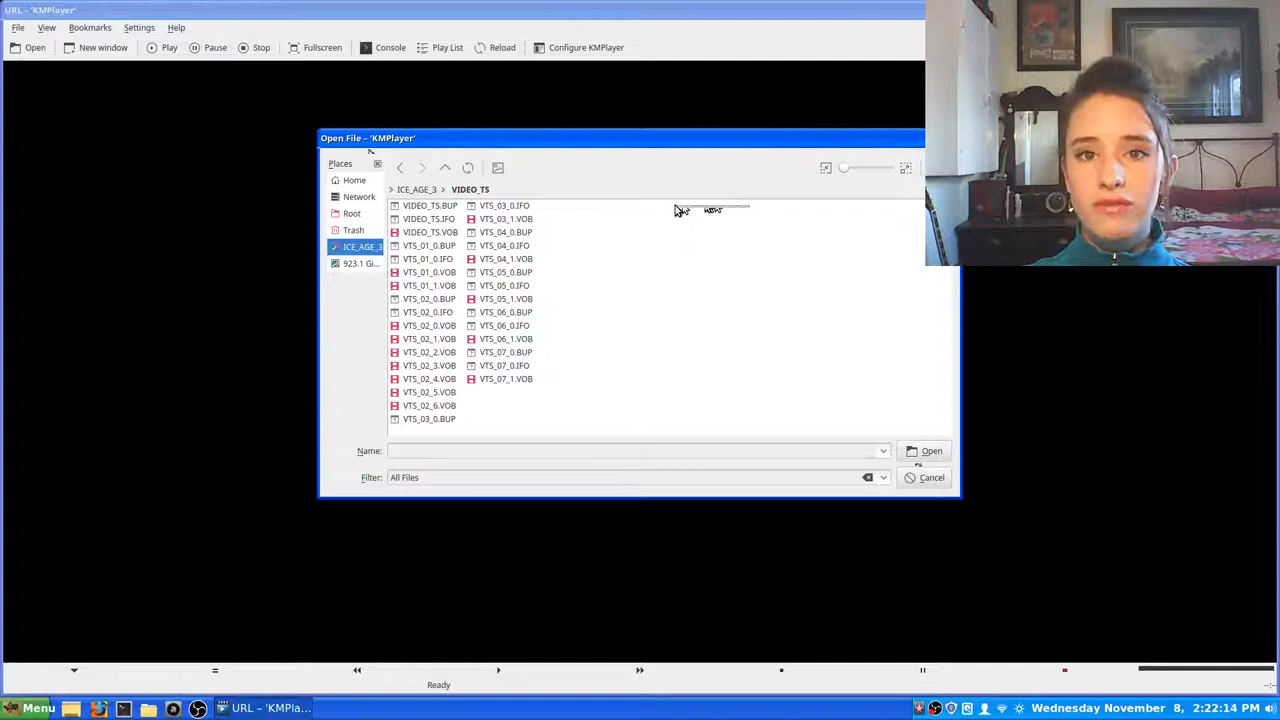 URL - KMPlayer
File View Bookmarks Settings Help
Open New window Play Pause Stop Fullscreen Console Play List Reload Configure KMPlayer
Open File - 'KMPlayer'
Places
Home
Network
Root
Trash
ICE_AGE_3
923.1 Gi...
ICE_AGE_3 VIDEO_TS
VIDEO_TS.BUP
VIDEO_TS.IFO
VIDEO_TS.VOB
VTS_01_0.BUP
VTS_01_0.IFO
VTS_01_0.VOB
VTS_01_1.VOB
VTS_02_0.BUP
VTS_02_0.IFO
VTS_02_0.VOB
VTS_02_1.VOB
VTS_02_2.VOB
VTS_02_3.VOB
VTS_02_4.VOB
VTS_02_5.VOB
VTS_02_6.VOB
VTS_03_0.BUP
VTS_03_0.IFO
VTS_03_1.VOB
VTS_04_0.BUP
VTS_04_0.IFO
VTS_04_1.VOB
VTS_05_0.BUP
VTS_05_0.IFO
VTS_05_1.VOB
VTS_06_0.BUP
VTS_06_0.IFO
VTS_06_1.VOB
VTS_07_0.BUP
VTS_07_0.IFO
VTS_07_1.VOB
Name: Open
Filter: All Files Cancel
Ready
Menu URL - 'KMPla... Wednesday November 8, 2:22:14 PM